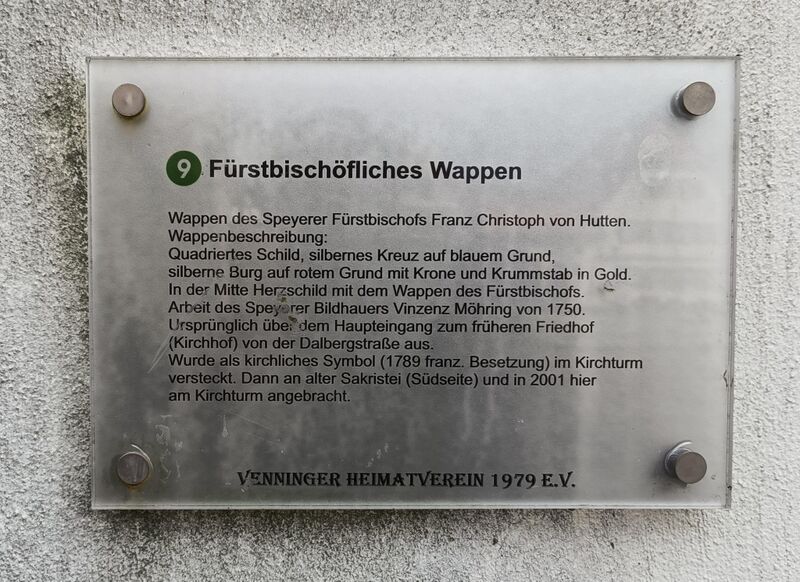 9 Fürstbischöfliches Wappen
Wappen des Speyerer Fürstbischofs Franz Christoph von Hutten.
Wappenbeschreibung:
Quadriertes Schild, silbernes Kreuz auf blauem Grund,
silberne Burg auf rotem Grund mit Krone und Krummstab in Gold.
In der Mitte Herzschild mit dem Wappen des Fürstbischofs.
Arbeit des Speyerer Bildhauers Vinzenz Möhring von 1750.
Ursprünglich über dem Haupteingang zum früheren Friedhof
(Kirchhof) von der Dalbergstraße aus.
Wurde als kirchliches Symbol (1789 franz. Besetzung) im Kirchturm
versteckt. Dann an alter Sakristei (Südseite) und in 2001 hier
am Kirchturm angebracht.
VENNINGER HEIMATVEREIN 1979 E.V.